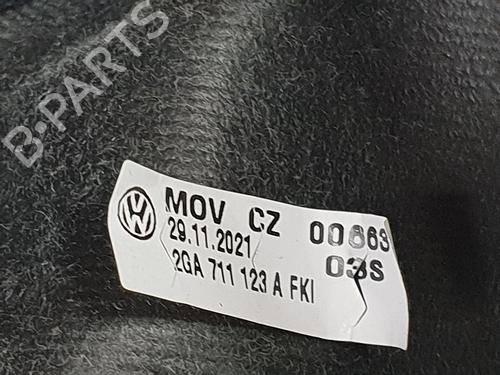 B-PARTS
MOV CZ 00663
29.11.2021 03S
2GA 711 123 A FKI